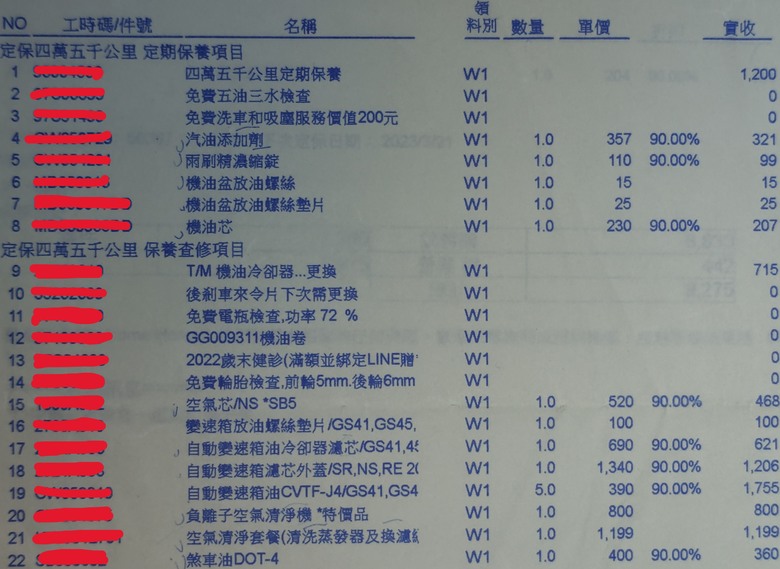 NO 工時碼/件號 名稱 領料別 數量 單價 實收
定保四萬五千公里 定期保養項目
1 四萬五千公里定期保養 W1 1,200
2 免費五油三水檢查 W1 0
3 免費洗車和吸塵服務價值200元 W1 0
4 汽油添加劑 W1 1.0 357 90.00% 321
5 雨刷精濃縮錠 W1 1.0 110 90.00% 99
6 機油盆放油螺絲 W1 1.0 15 15
7 機油盆放油螺絲墊片 W1 1.0 25 25
8 機油芯 W1 1.0 230 90.00% 207
定保四萬五千公里 保養查修項目
9 T/M 機油冷卻器...更換 W1 715
10 後剎車來令片下次需更換 W1 0
11 免費電瓶檢查,功率 72 % W1 0
12 GG009311機油卷 W1 0
13 2022歲末健診(滿額並綁定LINE贈 W1 0
14 免費輪胎檢查,前輪5mm.後輪6mm W1 0
15 空氣芯/NS *SB5 W1 1.0 520 90.00% 468
16 變速箱放油螺絲墊片/GS41,GS45, W1 1.0 100 100
17 自動變速箱油冷卻器濾芯/GS41,45 W1 1.0 690 90.00% 621
18 自動變速箱濾芯外蓋/SR,NS,RE 20 W1 1.0 1,340 90.00% 1,206
19 自動變速箱油CVTF-J4/GS41,GS4 W1 5.0 390 90.00% 1,755
20 負離子空氣清淨機 *特價品 W1 1.0 800 800
21 空氣清淨套餐(清洗蒸發器及換濾 W1 1.0 1,199 1,199
22 煞車油DOT-4 W1 1.0 400 90.00% 360